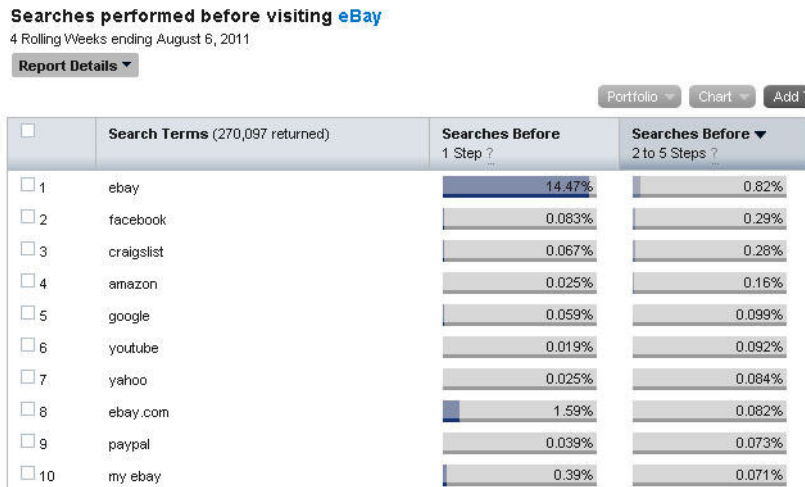 Searches performed before visiting eBay
4 Rolling Weeks ending August 6, 2011
Report Details
Portfolio Chart Add
Search Terms (270,097 returned) Searches Before Searches Before
1 Step ? 2 to 5 Steps ?
1 ebay 14.47% 0.82%
2 facebook 0.083% 0.29%
3 craigslist 0.067% 0.28%
4 amazon 0.025% 0.16%
5 google 0.059% 0.099%
6 youtube 0.019% 0.092%
7 yahoo 0.025% 0.084%
8 ebay.com 1.59% 0.082%
9 paypal 0.039% 0.073%
10 my ebay 0.39% 0.071%